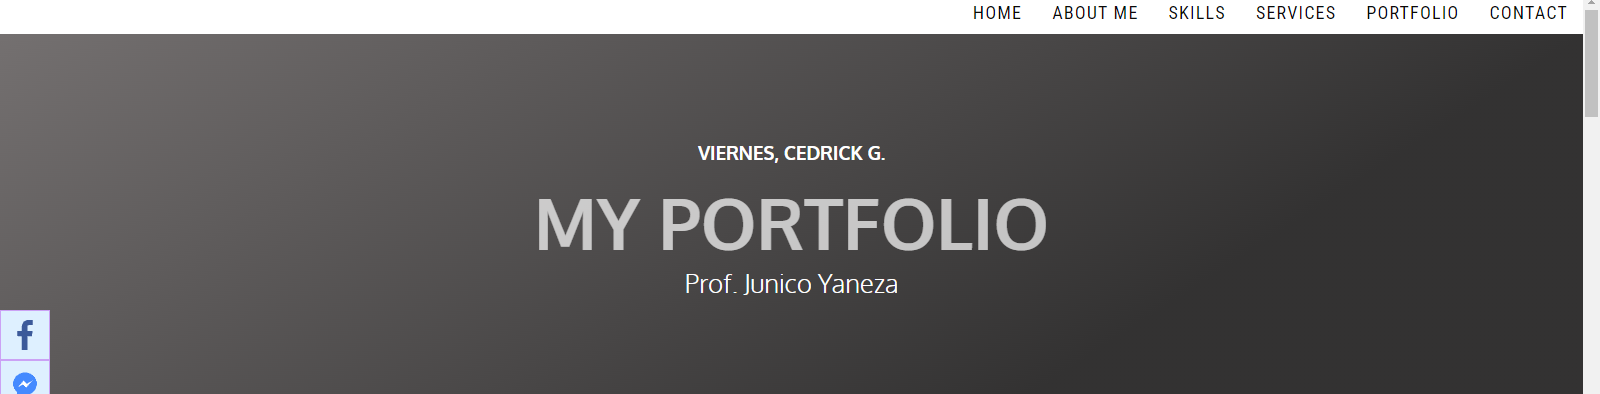 HOME ABOUT ME SKILLS SERVICES PORTFOLIO CONTACT
VIERNES, CEDRICK G.
MY PORTFOLIO
Prof. Junico Yaneza